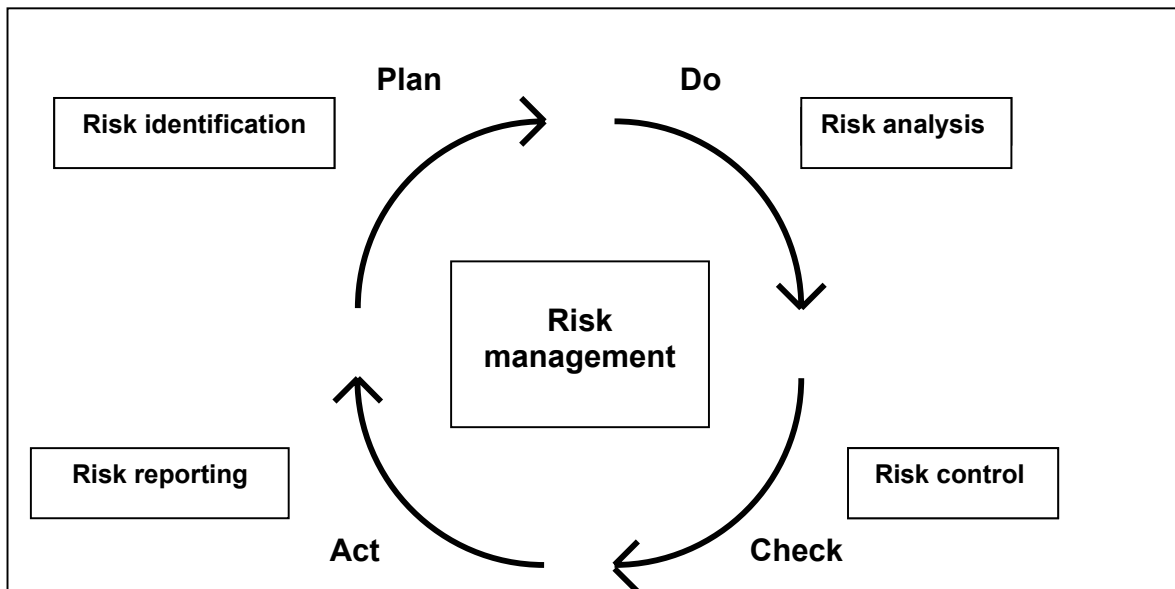 Plan
Do
Risk identification
Risk analysis
Risk
management
Risk reporting
Risk control
Act
Check